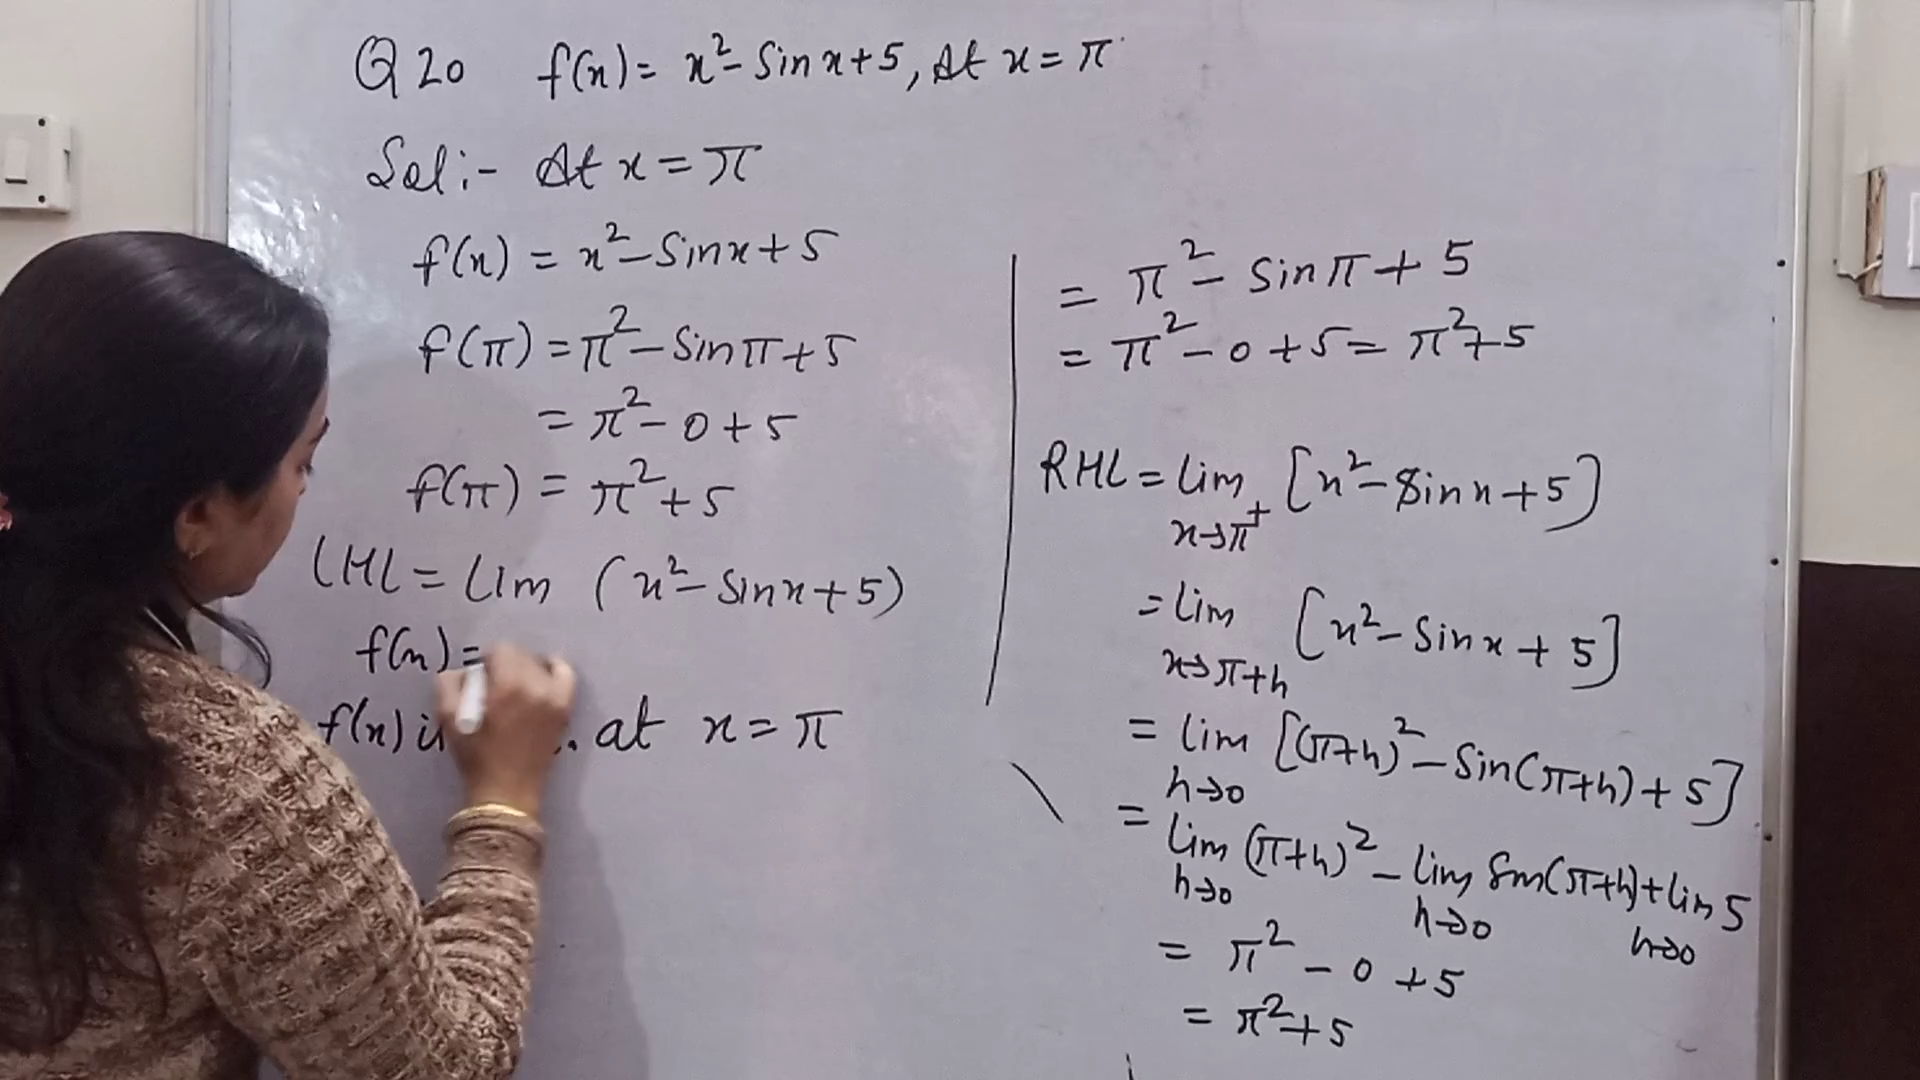 Q 20 f(x) = x² - Sin x + 5, At x = π
Sol :- At x = π
f(x) = x² - Sin x + 5
f(π) = π² - Sin π + 5
= π² - 0 + 5
f(π) = π² + 5
LHL = Lim (x² - Sin x + 5)
f(x) =
f(x) at x = π
= π² - Sin π + 5
= π² - 0 + 5 = π² + 5
RHL = Lim [x² - Sin x + 5]
x→π⁺
= Lim [x² - Sin x + 5]
x→π+h
= Lim [(π+h)² - Sin(π+h) + 5]
h→0
= Lim (π+h)² - Lim Sin(π+h) + Lim 5
h→0 h→0 h→0
= π² - 0 + 5
= π² + 5